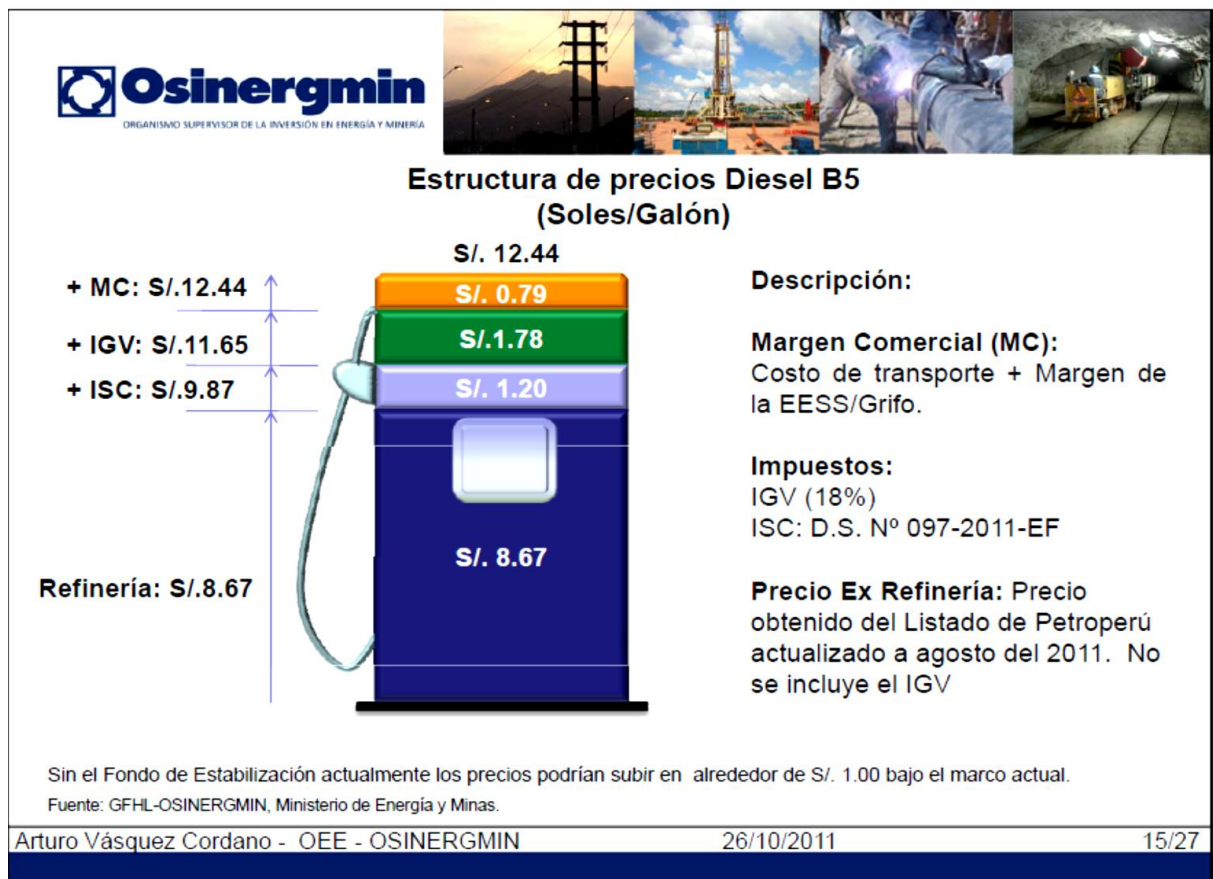 Osinergmin
ORGANISMO SUPERVISOR DE LA INVERSIÓN EN ENERGÍA Y MINERÍA
Estructura de precios Diesel B5
(Soles/Galón)
S/. 12.44
+ MC: S/.12.44
S/. 0.79
+ IGV: S/.11.65
S/.1.78
+ ISC: S/.9.87
S/. 1.20
Refinería: S/.8.67
S/. 8.67
Descripción:
Margen Comercial (MC):
Costo de transporte + Margen de
la EESS/Grifo.
Impuestos:
IGV (18%)
ISC: D.S. Nº 097-2011-EF
Precio Ex Refinería: Precio
obtenido del Listado de Petroperú
actualizado a agosto del 2011. No
se incluye el IGV
Sin el Fondo de Estabilización actualmente los precios podrían subir en alrededor de S/. 1.00 bajo el marco actual.
Fuente: GFHL-OSINERGMIN, Ministerio de Energía y Minas.
Arturo Vásquez Cordano - OEE - OSINERGMIN 26/10/2011 15/27